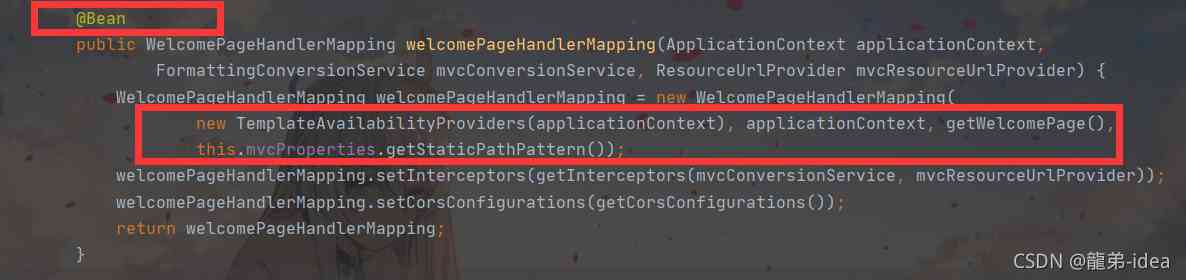 @Bean
public WelcomePageHandlerMapping welcomePageHandlerMapping(ApplicationContext applicationContext,
FormattingConversionService mvcConversionService, ResourceUrlProvider mvcResourceUrlProvider) {
WelcomePageHandlerMapping welcomePageHandlerMapping = new WelcomePageHandlerMapping(
new TemplateAvailabilityProviders(applicationContext), applicationContext, getWelcomePage(),
this.mvcProperties.getStaticPathPattern());
welcomePageHandlerMapping.setInterceptors(getInterceptors(mvcConversionService, mvcResourceUrlProvider));
welcomePageHandlerMapping.setCorsConfigurations(getCorsConfigurations());
return welcomePageHandlerMapping;
}
CSDN @龍弟-idea